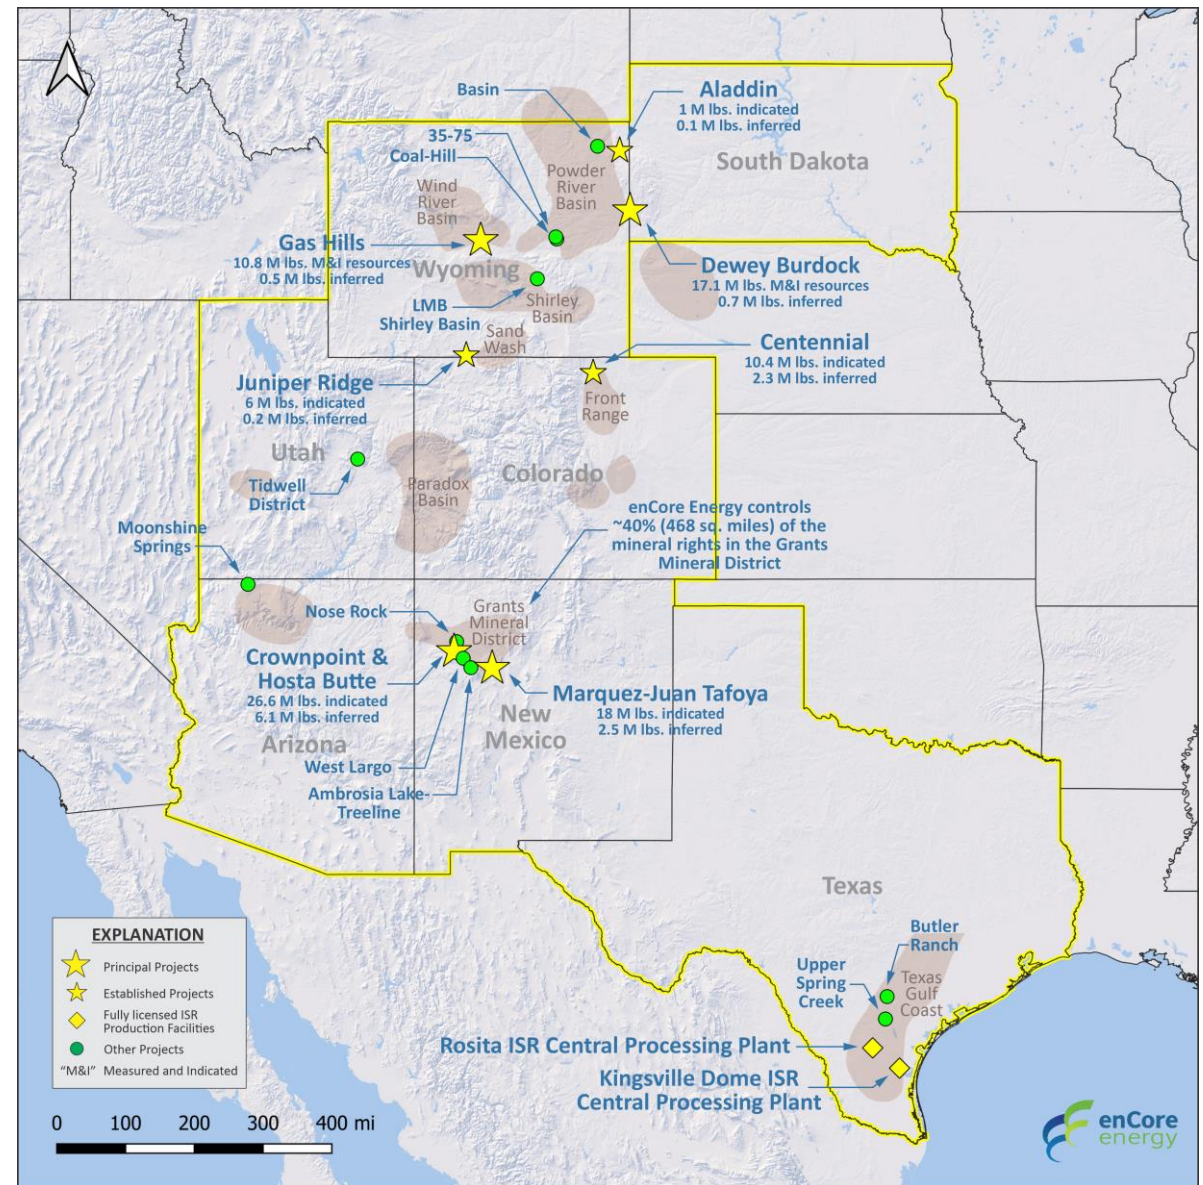 Basin
Aladdin
1 M lbs. indicated
0.1 M lbs. inferred
35-75
Coal-Hill
South Dakota
Powder
River
Basin
Wind
River
Basin
Gas Hills
10.8 M lbs. M&I resources
0.5 M lbs. inferred
Wyoming
Dewey Burdock
17.1 M lbs. M&I resources
0.7 M lbs. inferred
LMB
Shirley Basin
Shirley
Basin
Sand
Wash
Centennial
10.4 M lbs. indicated
2.3 M lbs. inferred
Juniper Ridge
6 M lbs. indicated
0.2 M lbs. inferred
Front
Range
Utah
Tidwell
District
Paradox
Basin
Colorado
enCore Energy controls
~40% (468 sq. miles) of the
mineral rights in the Grants
Mineral District
Moonshine
Springs
Nose Rock
Grants
Mineral
District
Crownpoint &
Hosta Butte
26.6 M lbs. indicated
6.1 M lbs. inferred
Marquez-Juan Tafoya
18 M lbs. indicated
2.5 M lbs. inferred
Arizona
New
Mexico
West Largo
Ambrosia Lake-
Treeline
Texas
Butler
Ranch
Upper
Spring
Creek
Texas
Gulf
Coast
Rosita ISR Central Processing Plant
Kingsville Dome ISR
Central Processing Plant
EXPLANATION
Principal Projects
Established Projects
Fully licensed ISR
Production Facilities
Other Projects
"M&I" Measured and Indicated
0 100 200 300 400 mi
enCore
energy